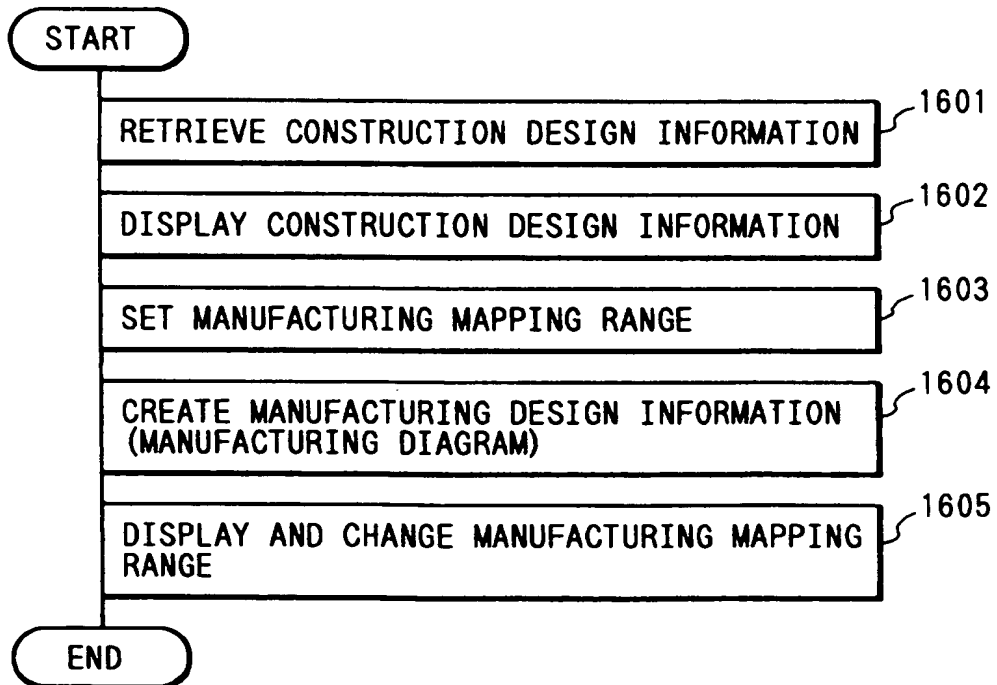 START
1601
RETRIEVE CONSTRUCTION DESIGN INFORMATION
1602
DISPLAY CONSTRUCTION DESIGN INFORMATION
1603
SET MANUFACTURING MAPPING RANGE
1604
CREATE MANUFACTURING DESIGN INFORMATION
(MANUFACTURING DIAGRAM)
1605
DISPLAY AND CHANGE MANUFACTURING MAPPING
RANGE
END